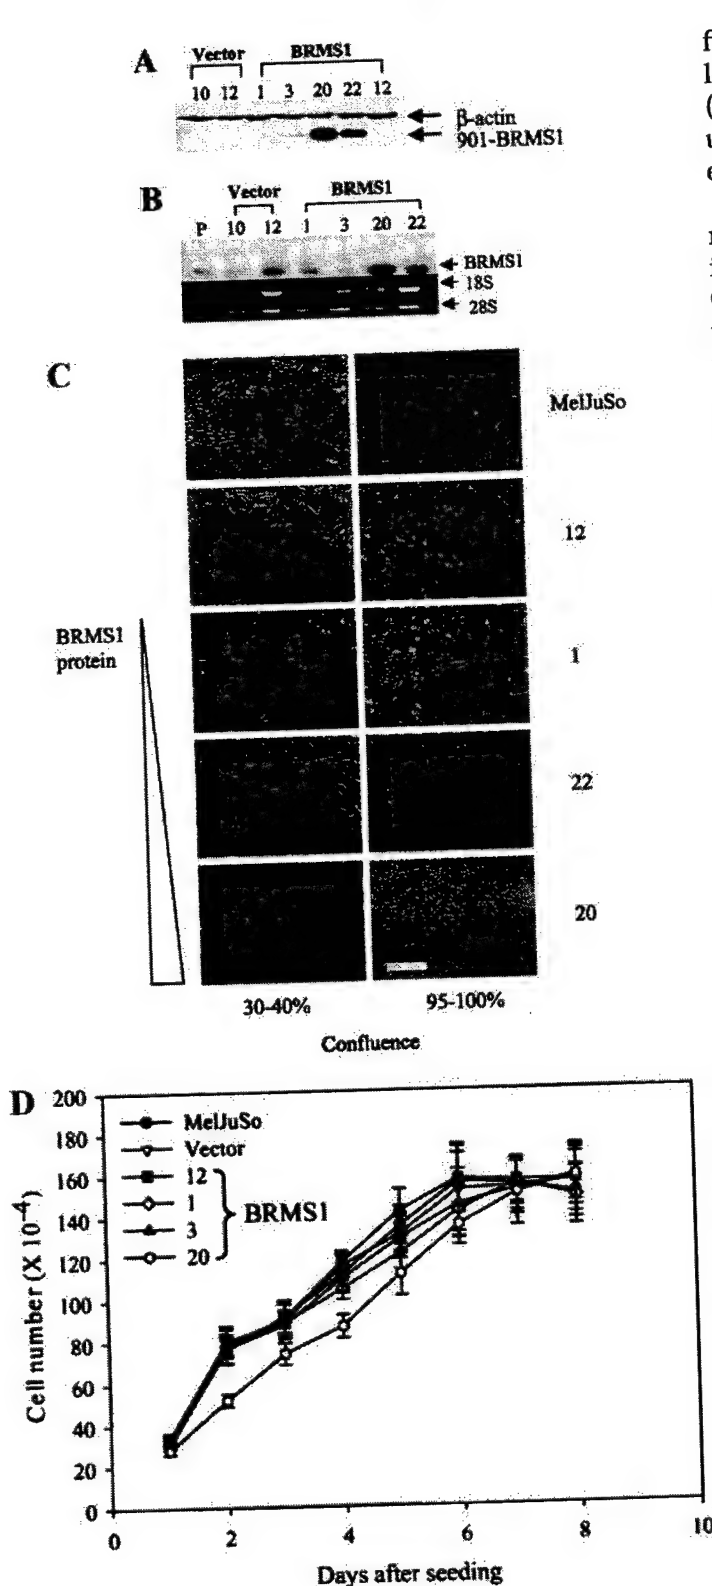 A
Vector BRMS1
10 12 1 3 20 22 12
β-actin
901-BRMS1
B
Vector BRMS1
P 10 12 1 3 20 22
BRMS1
18S
28S
C
MelJuSo
12
BRMS1
protein
1
22
20
30-40% 95-100%
Confluence
D
200
180
160
140
120
100
80
60
40
20
0
Cell number (X 10⁻⁴)
MelJuSo
Vector
12
1
3
20
BRMS1
0 2 4 6 8 10
Days after seeding